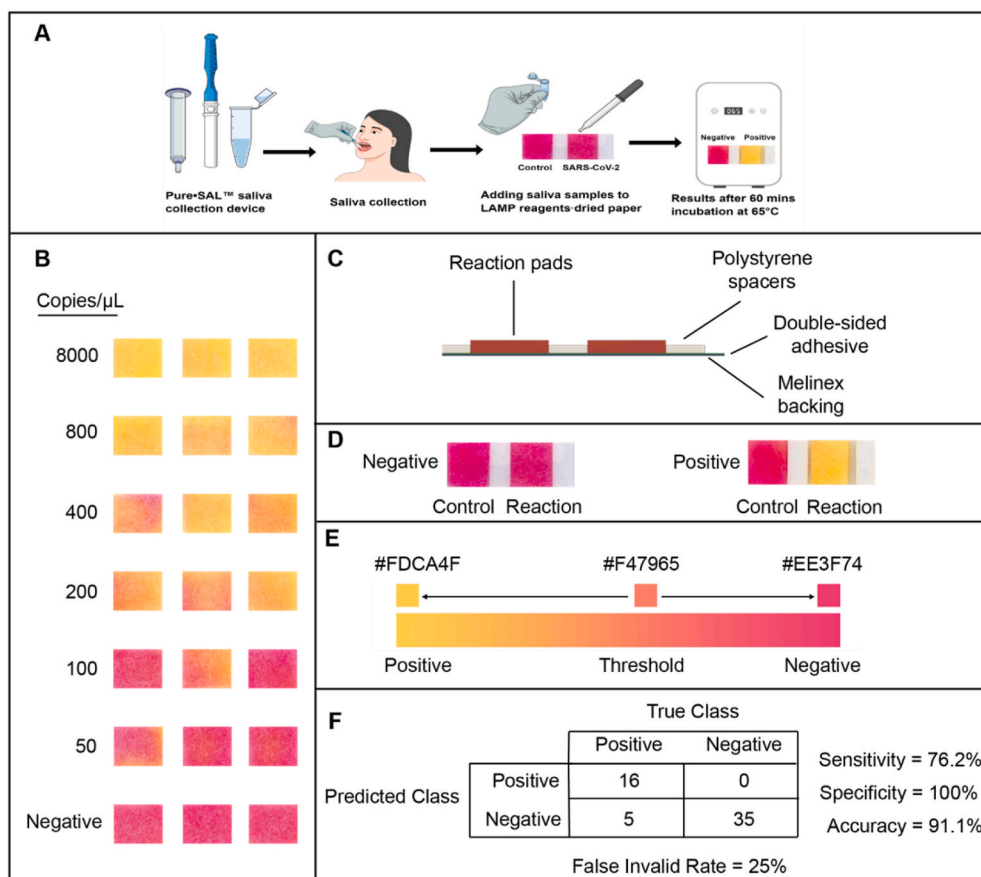 A
065
Negative Positive
Control SARS-CoV-2
Pure•SAL™ saliva
collection device
Saliva collection
Adding saliva samples to
LAMP reagents-dried paper
Results after 60 mins
incubation at 65°C
B
Copies/µL
8000
800
400
200
100
50
Negative
C
Reaction pads
Polystyrene
spacers
Double-sided
adhesive
Melinex
backing
D
Negative
Control Reaction
Positive
Control Reaction
E
#FDCA4F #F47965 #EE3F74
Positive Threshold Negative
F
True Class
Positive Negative
Predicted Class
Positive 16 0
Negative 5 35
Sensitivity = 76.2%
Specificity = 100%
Accuracy = 91.1%
False Invalid Rate = 25%